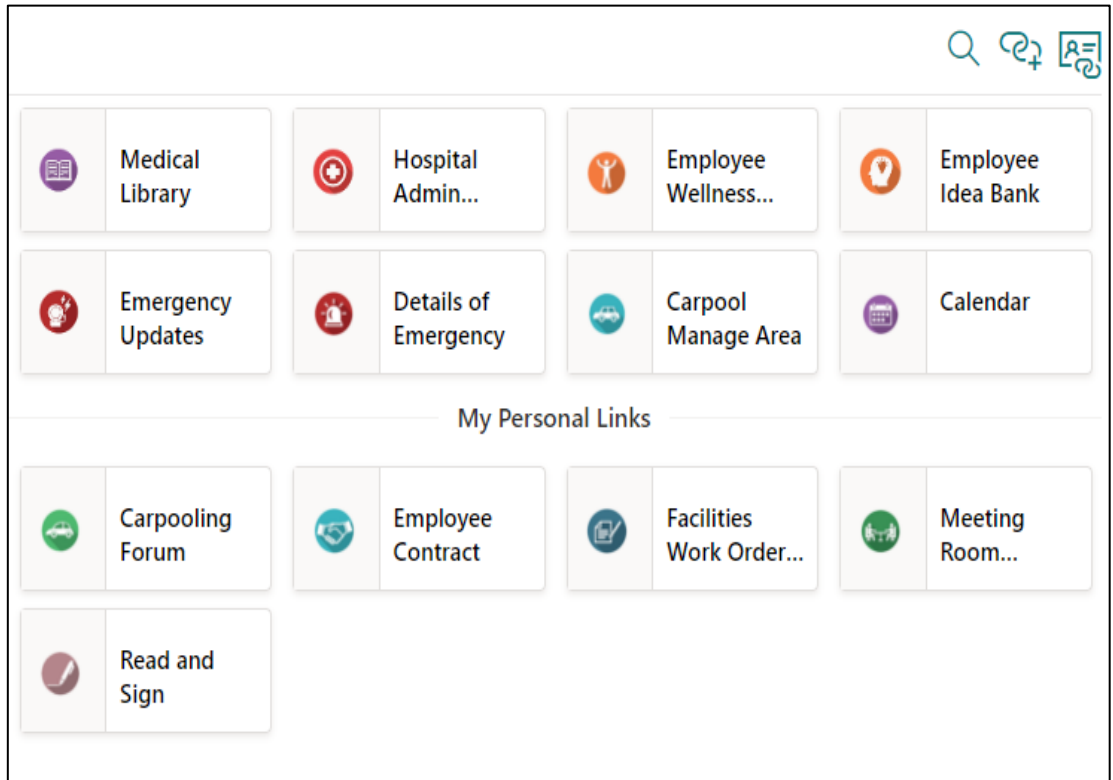 Medical
Library
Hospital
Admin...
Employee
Wellness...
Employee
Idea Bank
Emergency
Updates
Details of
Emergency
Carpool
Manage Area
Calendar
My Personal Links
Carpooling
Forum
Employee
Contract
Facilities
Work Order...
Meeting
Room...
Read and
Sign